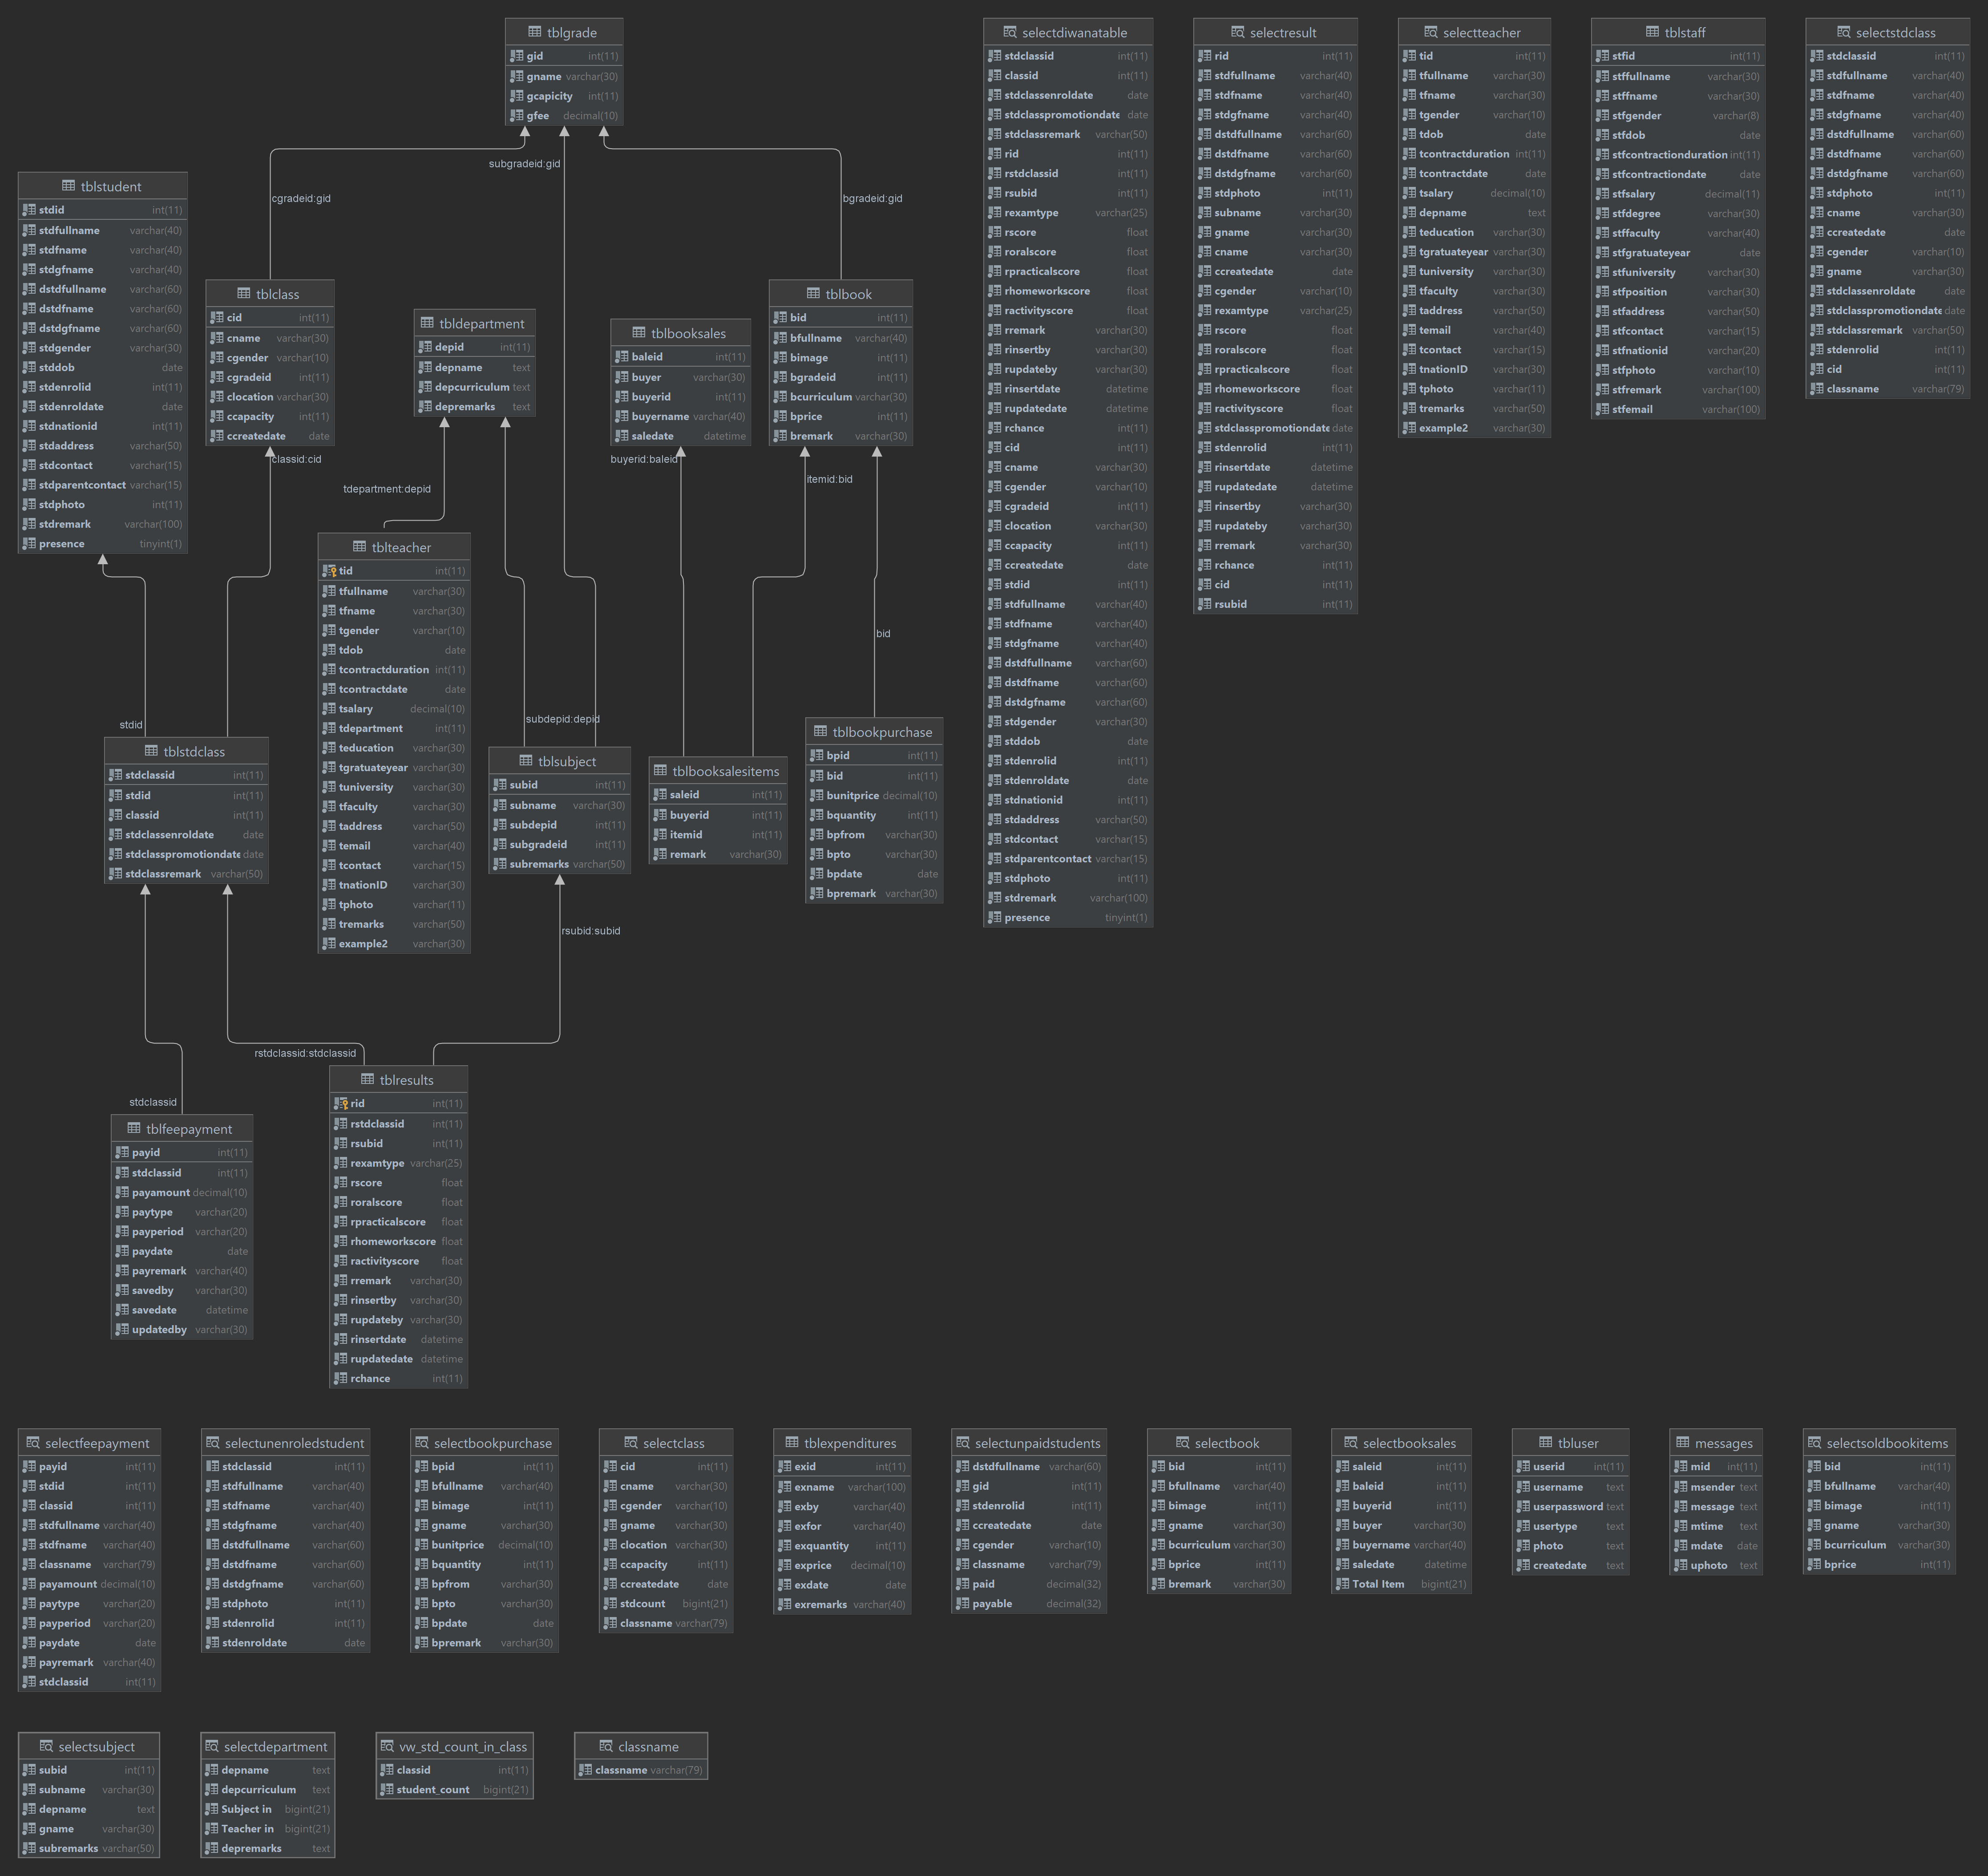 tblgrade
gid int(11)
gname varchar(30)
gcapicity int(11)
gfee decimal(10)
subgradeid:gid
cgradeid:gid
bgradeid:gid
tblstudent
stdid int(11)
stdfullname varchar(40)
stdfname varchar(40)
stdgfname varchar(40)
dstdfullname varchar(60)
dstdfname varchar(60)
dstdgfname varchar(60)
stdgender varchar(30)
stddob date
stdenrolid int(11)
stdenroldate date
stdnationid int(11)
stdaddress varchar(50)
stdcontact varchar(15)
stdparentcontact varchar(15)
stdphoto int(11)
stdremark varchar(100)
presence tinyint(1)
tblclass
cid int(11)
cname varchar(30)
cgender varchar(10)
cgradeid int(11)
clocation varchar(30)
ccapacity int(11)
ccreatedate date
classid:cid
tbldepartment
depid int(11)
depname text
depcurriculum text
depremarks text
tdepartment:depid
tblbooksales
baleid int(11)
buyer varchar(30)
buyerid int(11)
buyername varchar(40)
saledate datetime
buyerid:baleid
tblbook
bid int(11)
bfullname varchar(40)
bimage int(11)
bgradeid int(11)
bcurriculum varchar(30)
bprice int(11)
bremark varchar(30)
itemid:bid
bid
tblteacher
tid int(11)
tfullname varchar(30)
tfname varchar(30)
tgender varchar(10)
tdob date
tcontractduration int(11)
tcontractdate date
tsalary decimal(10)
tdepartment int(11)
teducation varchar(30)
tgratuateyear varchar(30)
tuniversity varchar(30)
tfaculty varchar(30)
taddress varchar(50)
temail varchar(40)
tcontact varchar(15)
tnationID varchar(30)
tphoto varchar(11)
tremarks varchar(50)
example2 varchar(30)
stdid
tblstdclass
stdclassid int(11)
stdid int(11)
classid int(11)
stdclassenroldate date
stdclasspromotiondate date
stdclassremark varchar(50)
subdepid:depid
tblsubject
subid int(11)
subname varchar(30)
subdepid int(11)
subgradeid int(11)
subremarks varchar(50)
tblbooksalesitems
saleid int(11)
buyerid int(11)
itemid int(11)
remark varchar(30)
tblbookpurchase
bpid int(11)
bid int(11)
bunitprice decimal(10)
bquantity int(11)
bpfrom varchar(30)
bpto varchar(30)
bpdate date
bpremark varchar(30)
rsubid:subid
rstdclassid:stdclassid
stdclassid
tblfeepayment
payid int(11)
stdclassid int(11)
payamount decimal(10)
paytype varchar(20)
payperiod varchar(20)
paydate date
payremark varchar(40)
savedby varchar(30)
savedate datetime
updatedby varchar(30)
tblresults
rid int(11)
rstdclassid int(11)
rsubid int(11)
rexamtype varchar(25)
rscore float
roralscore float
rpracticalscore float
rhomeworkscore float
ractivityscore float
rremark varchar(30)
rinsertby varchar(30)
rupdateby varchar(30)
rinsertdate datetime
rupdatedate datetime
rchance int(11)
selectdiwanatable
stdclassid int(11)
classid int(11)
stdclassenroldate date
stdclasspromotiondate date
stdclassremark varchar(50)
rid int(11)
rstdclassid int(11)
rsubid int(11)
rexamtype varchar(25)
rscore float
roralscore float
rpracticalscore float
rhomeworkscore float
ractivityscore float
rremark varchar(30)
rinsertby varchar(30)
rupdateby varchar(30)
rinsertdate datetime
rupdatedate datetime
rchance int(11)
cid int(11)
cname varchar(30)
cgender varchar(10)
cgradeid int(11)
clocation varchar(30)
ccapacity int(11)
ccreatedate date
stdid int(11)
stdfullname varchar(40)
stdfname varchar(40)
stdgfname varchar(40)
dstdfullname varchar(60)
dstdfname varchar(60)
dstdgfname varchar(60)
stdgender varchar(30)
stddob date
stdenrolid int(11)
stdenroldate date
stdnationid int(11)
stdaddress varchar(50)
stdcontact varchar(15)
stdparentcontact varchar(15)
stdphoto int(11)
stdremark varchar(100)
presence tinyint(1)
selectresult
rid int(11)
stdfullname varchar(40)
stdfname varchar(40)
stdgfname varchar(40)
dstdfullname varchar(60)
dstdfname varchar(60)
dstdgfname varchar(60)
stdphoto int(11)
subname varchar(30)
gname varchar(30)
cname varchar(30)
ccreatedate date
cgender varchar(10)
rexamtype varchar(25)
rscore float
roralscore float
rpracticalscore float
rhomeworkscore float
ractivityscore float
stdclasspromotiondate date
stdenrolid int(11)
rinsertdate datetime
rupdatedate datetime
rinsertby varchar(30)
rupdateby varchar(30)
rremark varchar(30)
rchance int(11)
cid int(11)
rsubid int(11)
selectteacher
tid int(11)
tfullname varchar(30)
tfname varchar(30)
tgender varchar(10)
tdob date
tcontractduration int(11)
tcontractdate date
tsalary decimal(10)
depname text
teducation varchar(30)
tgratuateyear varchar(30)
tuniversity varchar(30)
tfaculty varchar(30)
taddress varchar(50)
temail varchar(40)
tcontact varchar(15)
tnationID varchar(30)
tphoto varchar(11)
tremarks varchar(50)
example2 varchar(30)
tblstaff
stfid int(11)
stffullname varchar(30)
stffname varchar(30)
stfgender varchar(8)
stfdob date
stfcontractionduration int(11)
stfcontractiondate date
stfsalary decimal(11)
stfdegree varchar(30)
stffaculty varchar(40)
stfgratuateyear date
stfuniversity varchar(30)
stfposition varchar(30)
stfaddress varchar(50)
stfcontact varchar(15)
stfnationid varchar(20)
stfphoto varchar(10)
stfremark varchar(100)
stfemail varchar(100)
selectstdclass
stdclassid int(11)
stdfullname varchar(40)
stdfname varchar(40)
stdgfname varchar(40)
dstdfullname varchar(60)
dstdfname varchar(60)
dstdgfname varchar(60)
stdphoto int(11)
cname varchar(30)
ccreatedate date
cgender varchar(10)
gname varchar(30)
stdclassenroldate date
stdclasspromotiondate date
stdclassremark varchar(50)
stdenrolid int(11)
cid int(11)
classname varchar(79)
selectfeepayment
payid int(11)
stdid int(11)
classid int(11)
stdfullname varchar(40)
stdfname varchar(40)
classname varchar(79)
payamount decimal(10)
paytype varchar(20)
payperiod varchar(20)
paydate date
payremark varchar(40)
stdclassid int(11)
selectunenroledstudent
stdclassid int(11)
stdfullname varchar(40)
stdfname varchar(40)
stdgfname varchar(40)
dstdfullname varchar(60)
dstdfname varchar(60)
dstdgfname varchar(60)
stdphoto int(11)
stdenrolid int(11)
stdenroldate date
selectbookpurchase
bpid int(11)
bfullname varchar(40)
bimage int(11)
gname varchar(30)
bunitprice decimal(10)
bquantity int(11)
bpfrom varchar(30)
bpto varchar(30)
bpdate date
bpremark varchar(30)
selectclass
cid int(11)
cname varchar(30)
cgender varchar(10)
gname varchar(30)
clocation varchar(30)
ccapacity int(11)
ccreatedate date
stdcount bigint(21)
classname varchar(79)
tblexpenditures
exid int(11)
exname varchar(100)
exby varchar(40)
exfor varchar(40)
exquantity int(11)
exprice decimal(10)
exdate date
exremarks varchar(40)
selectunpaidstudents
dstdfullname varchar(60)
gid int(11)
stdenrolid int(11)
ccreatedate date
cgender varchar(10)
classname varchar(79)
paid decimal(32)
payable decimal(32)
selectbook
bid int(11)
bfullname varchar(40)
bimage int(11)
gname varchar(30)
bcurriculum varchar(30)
bprice int(11)
bremark varchar(30)
selectbooksales
saleid int(11)
baleid int(11)
buyerid int(11)
buyer varchar(30)
buyername varchar(40)
saledate datetime
Total Item bigint(21)
tbluser
userid int(11)
username text
userpassword text
usertype text
photo text
createdate text
messages
mid int(11)
msender text
message text
mtime text
mdate date
uphoto text
selectsoldbookitems
bid int(11)
bfullname varchar(40)
bimage int(11)
gname varchar(30)
bcurriculum varchar(30)
bprice int(11)
selectsubject
subid int(11)
subname varchar(30)
depname text
gname varchar(30)
subremarks varchar(50)
selectdepartment
depname text
depcurriculum text
Subject in bigint(21)
Teacher in bigint(21)
depremarks text
vw_std_count_in_class
classid int(11)
student_count bigint(21)
classname
classname varchar(79)